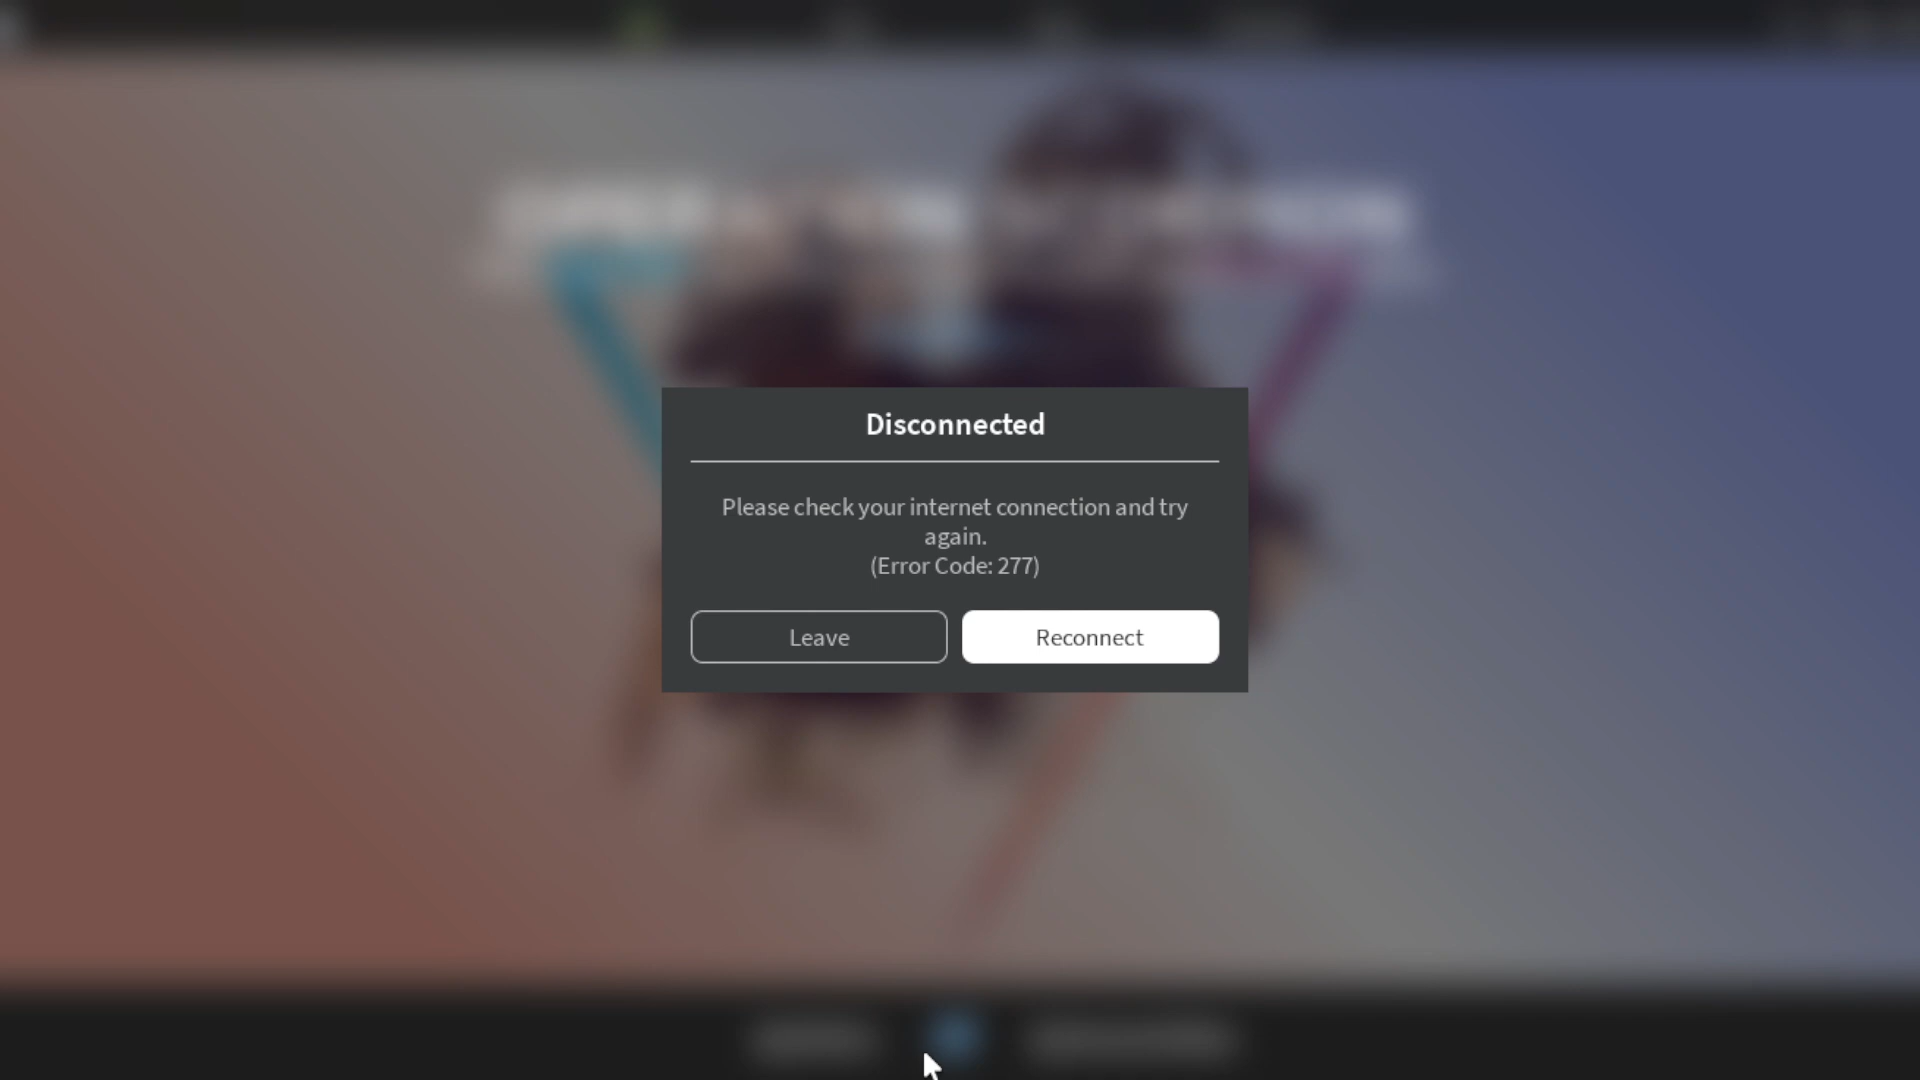 Disconnected
Please check your internet connection and try
again.
(Error Code: 277)
Leave
Reconnect